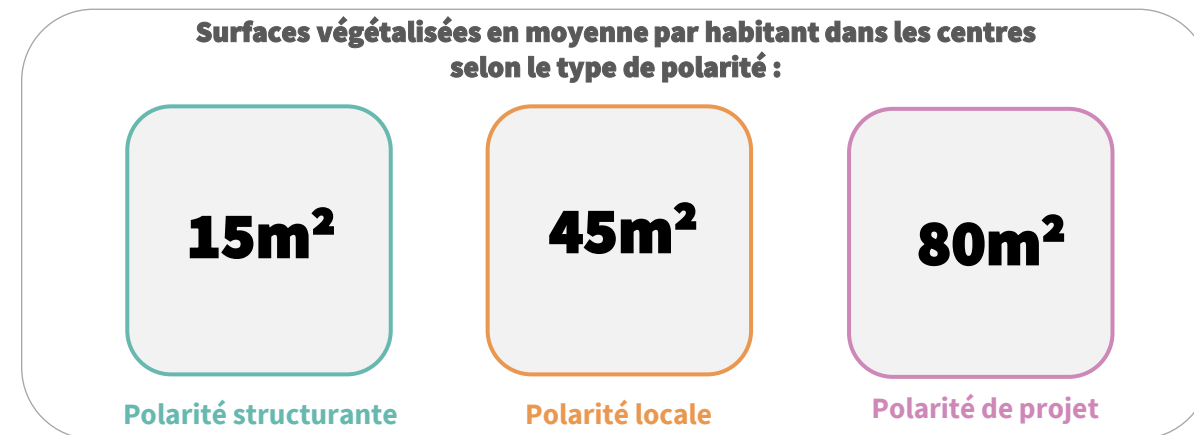 Surfaces végétalisées en moyenne par habitant dans les centres
selon le type de polarité :
15m²
45m²
80m²
Polarité structurante
Polarité locale
Polarité de projet